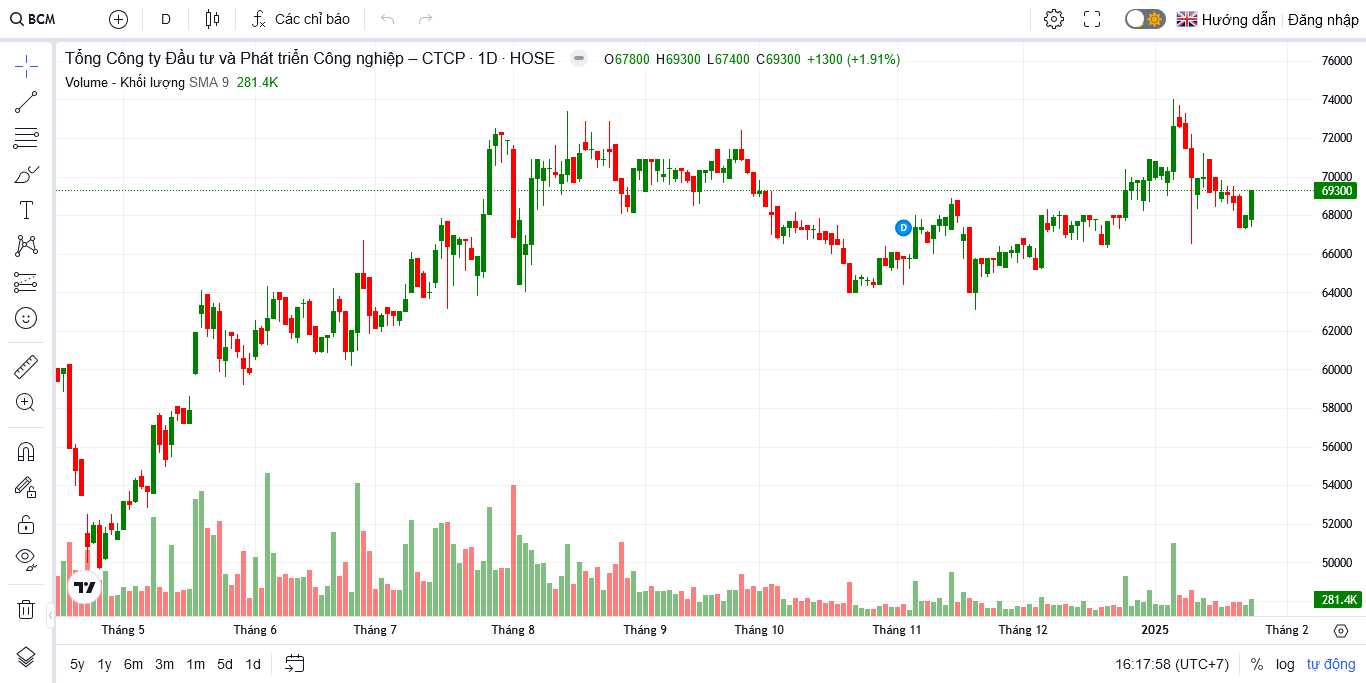 BCM D Các chỉ báo Hướng dẫn Đăng nhập
Tổng Công ty Đầu tư và Phát triển Công nghiệp – CTCP · 1D · HOSE O67800 H69300 L67400 C69300 +1300 (+1.91%)
Volume - Khối lượng SMA 9 281.4K
76000
74000
72000
70000
69300
68000
D
66000
64000
62000
60000
58000
56000
54000
52000
50000
281.4K
Tháng 5 Tháng 6 Tháng 7 Tháng 8 Tháng 9 Tháng 10 Tháng 11 Tháng 12 2025 Tháng 2
5y 1y 6m 3m 1m 5d 1d 16:17:58 (UTC+7) % log tự động